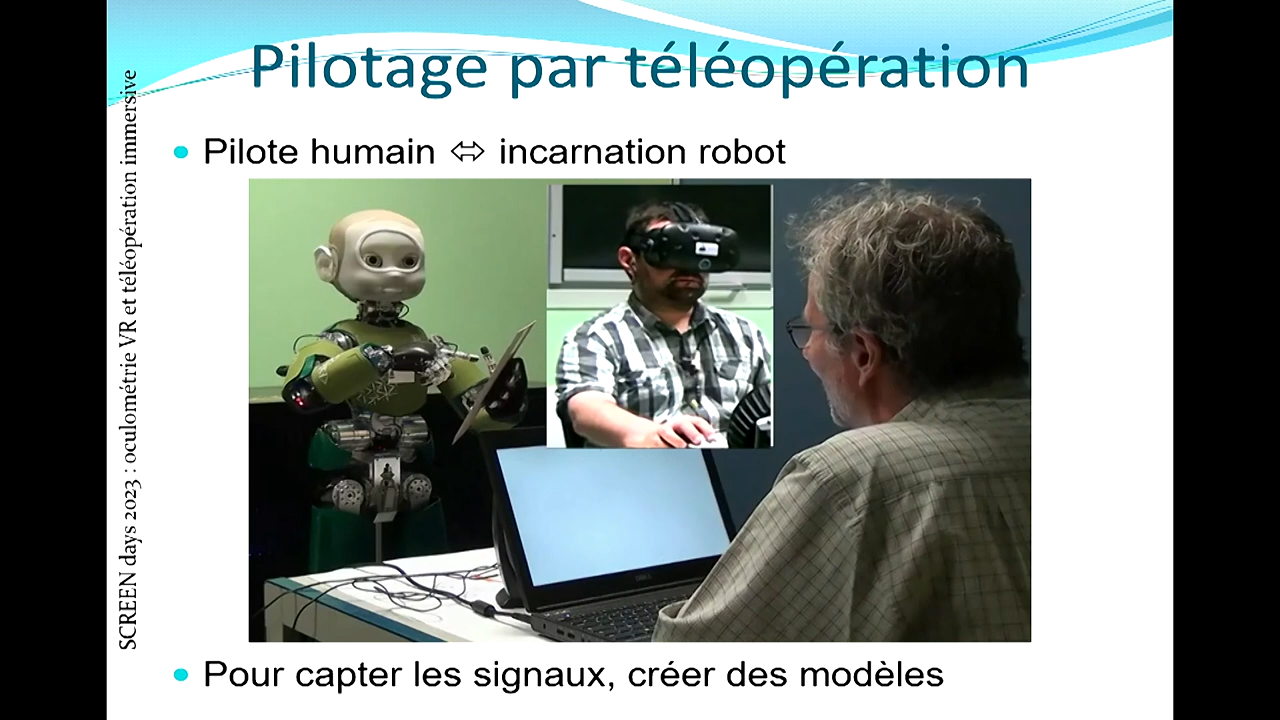 Pilotage par téléopération
Pilote humain ⇔ incarnation robot
Pour capter les signaux, créer des modèles
SCREEN days 2023 : oculométrie VR et téléopération immersive
DELL